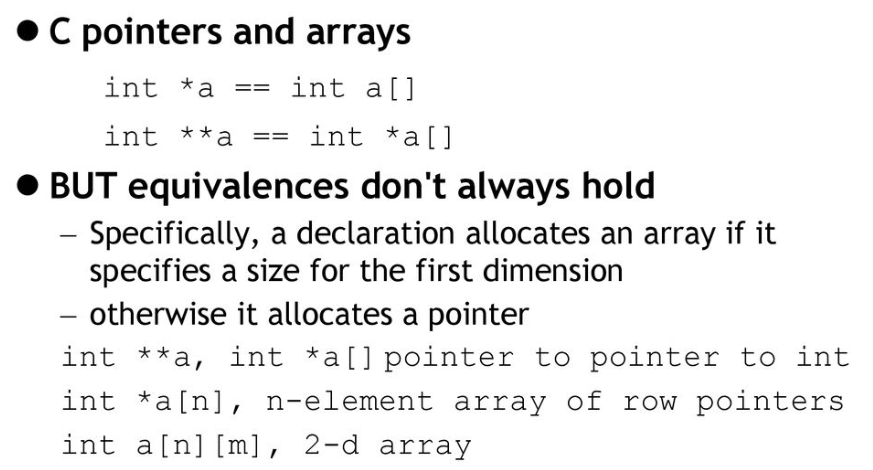 ● C pointers and arrays
int *a == int a[]
int **a == int *a[]
● BUT equivalences don't always hold
– Specifically, a declaration allocates an array if it
specifies a size for the first dimension
– otherwise it allocates a pointer
int **a, int *a[] pointer to pointer to int
int *a[n], n-element array of row pointers
int a[n][m], 2-d array